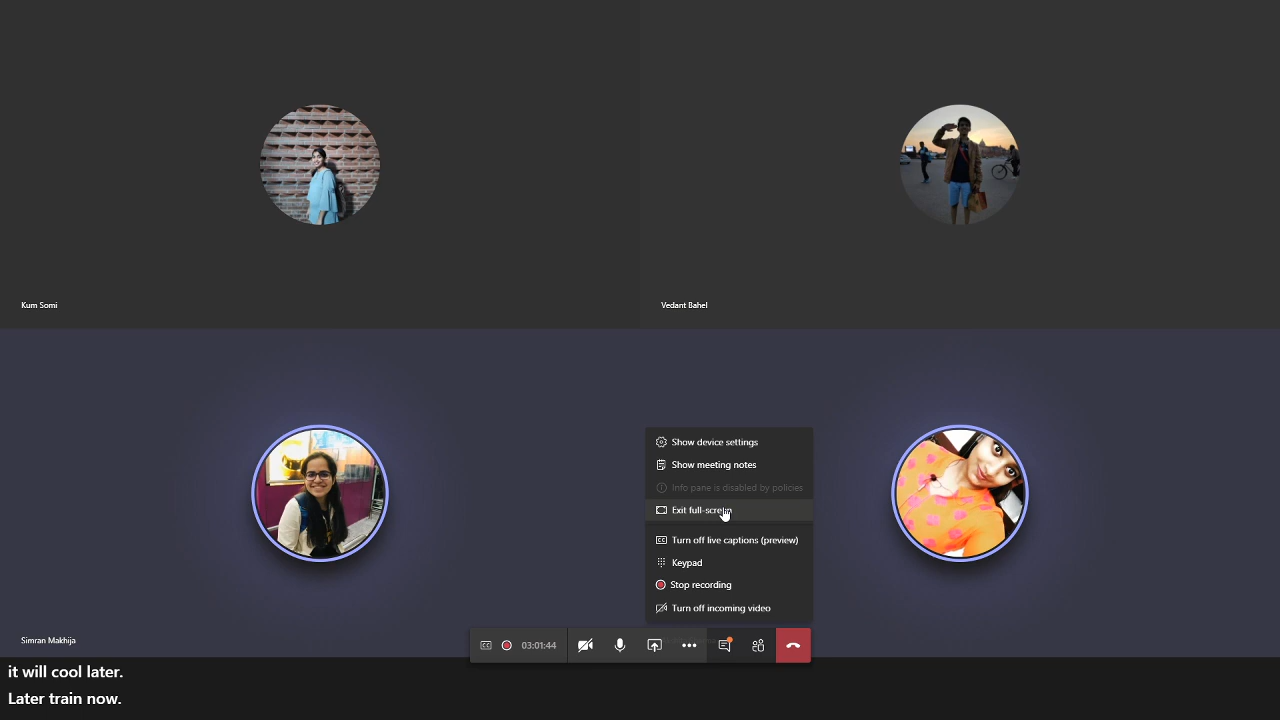 Kum Somi
Vedant Bahel
Show device settings
Show meeting notes
Info pane is disabled by policies
Exit full-screen
Turn off live captions (preview)
Keypad
Stop recording
Turn off incoming video
Simran Makhija
03:01:44
it will cool later.
Later train now.